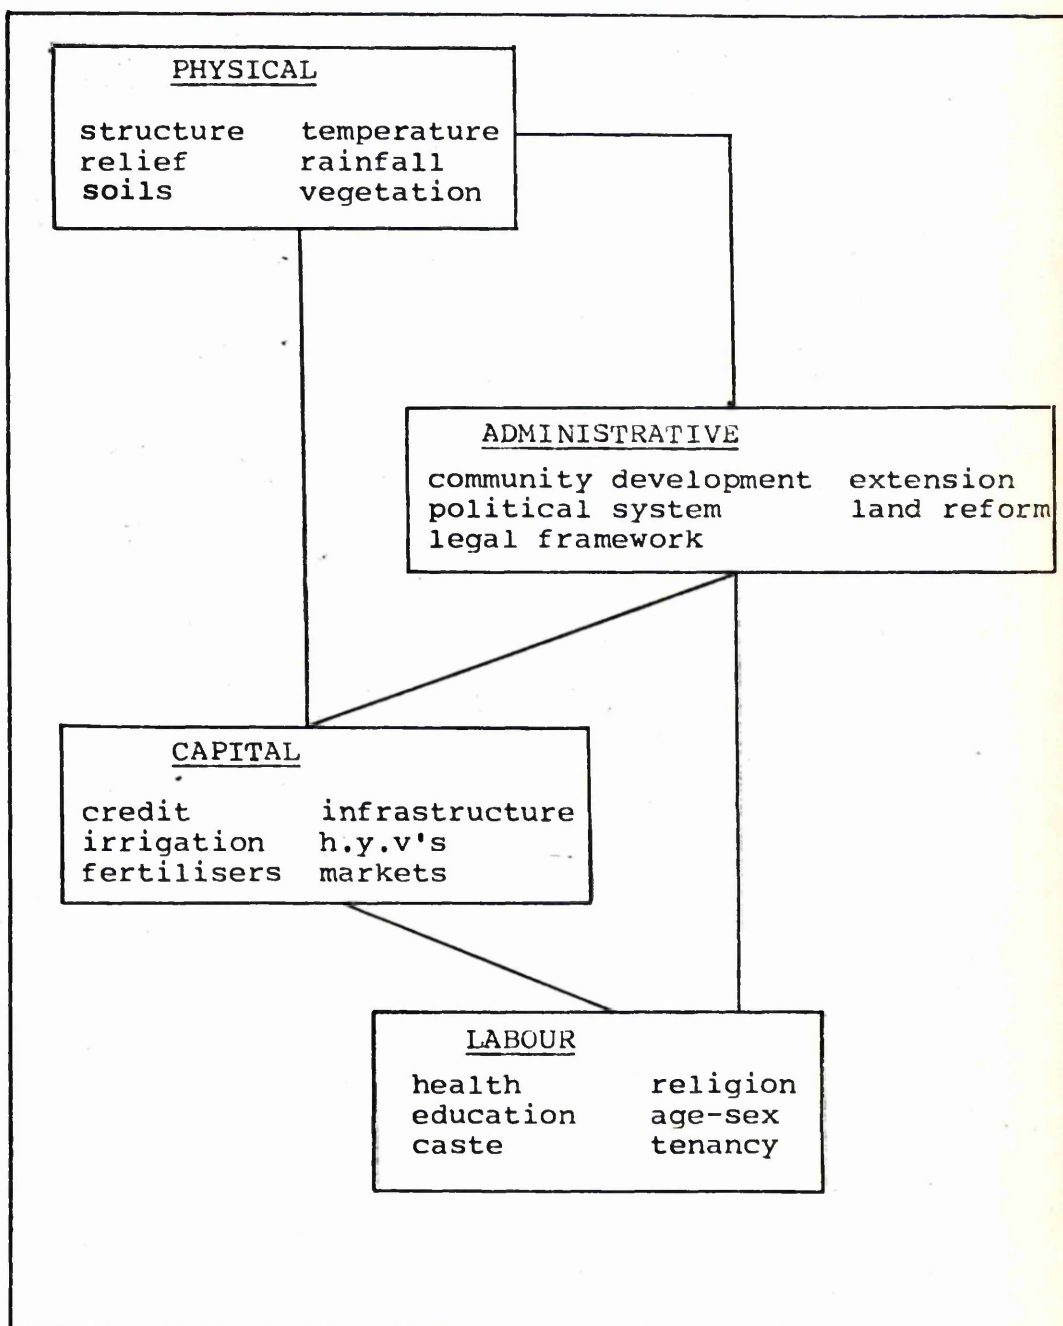 PHYSICAL
structure temperature
relief rainfall
soils vegetation
ADMINISTRATIVE
community development extension
political system land reform
legal framework
CAPITAL
credit infrastructure
irrigation h.y.v's
fertilisers markets
LABOUR
health religion
education age-sex
caste tenancy